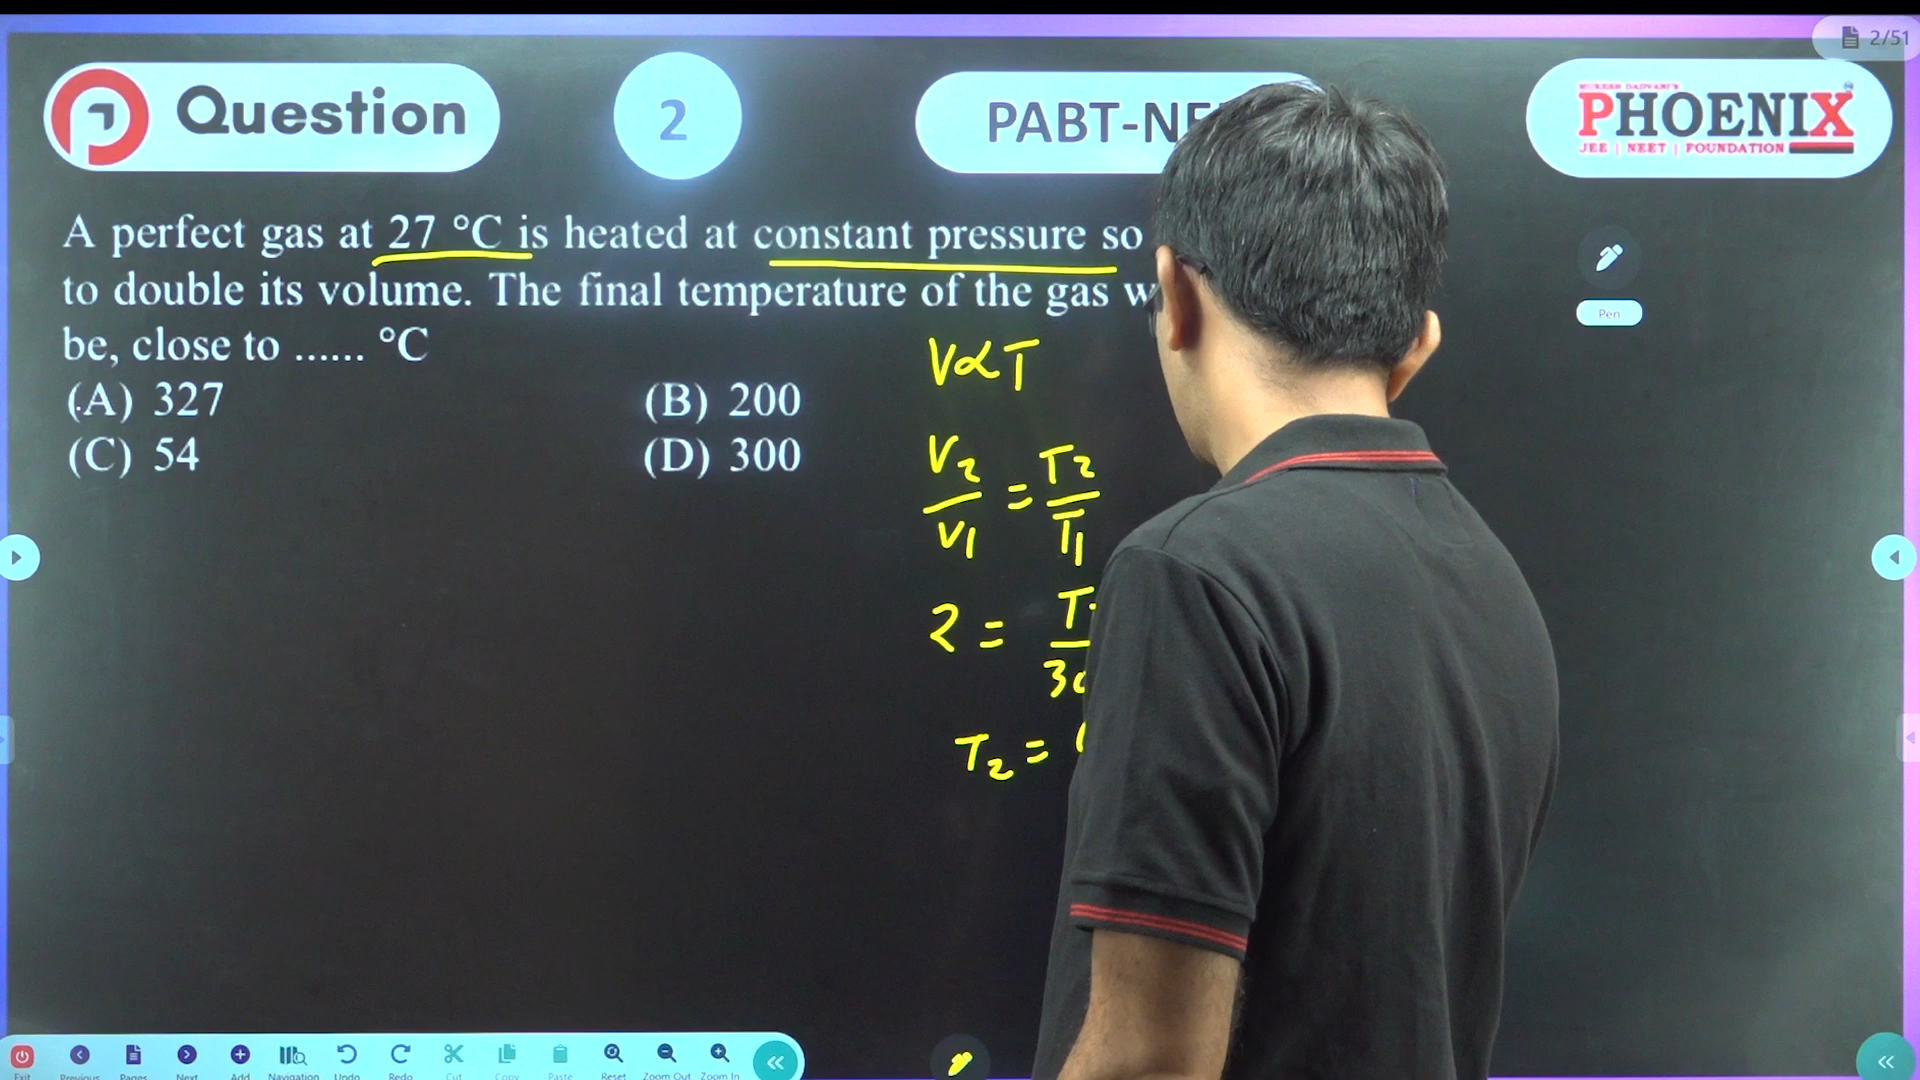 2/51
Question
2
PABT-NE
MUKESH DADVANI'S
PHOENIX
JEE | NEET | FOUNDATION
A perfect gas at 27 °C is heated at constant pressure so
to double its volume. The final temperature of the gas w
be, close to ...... °C
(A) 327 (B) 200
(C) 54 (D) 300
Pen
V∝T
V2/V1 = T2/T1
2 = T
30
T2 =
Exit Previous Pages Next Add Navigation Undo Redo Cut Copy Paste Reset Zoom Out Zoom In